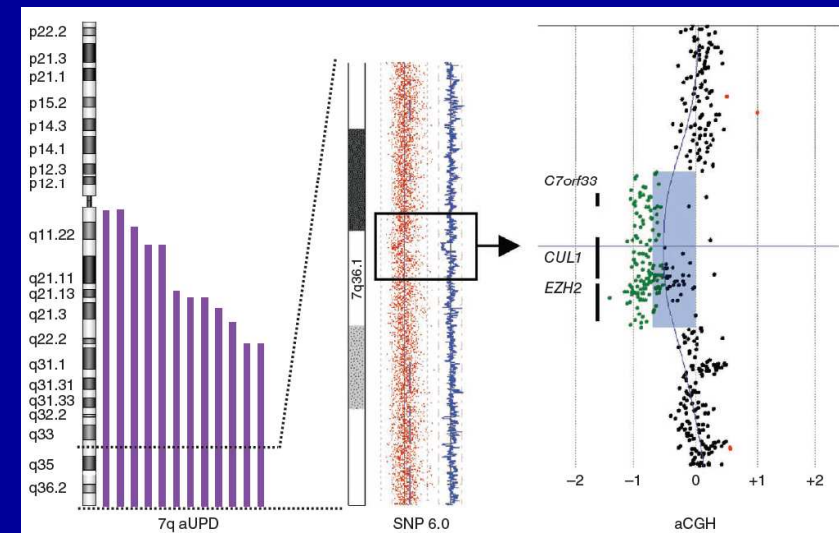 p22.2
p21.3
p21.1
p15.2
p14.3
p14.1
p12.3
p12.1
q11.22
q21.11
q21.13
q21.3
q22.2
q31.1
q31.31
q31.33
q32.2
q33
q35
q36.2
7q aUPD
7q36.1
SNP 6.0
C7orf33
CUL1
EZH2
−2 −1 0 +1 +2
aCGH